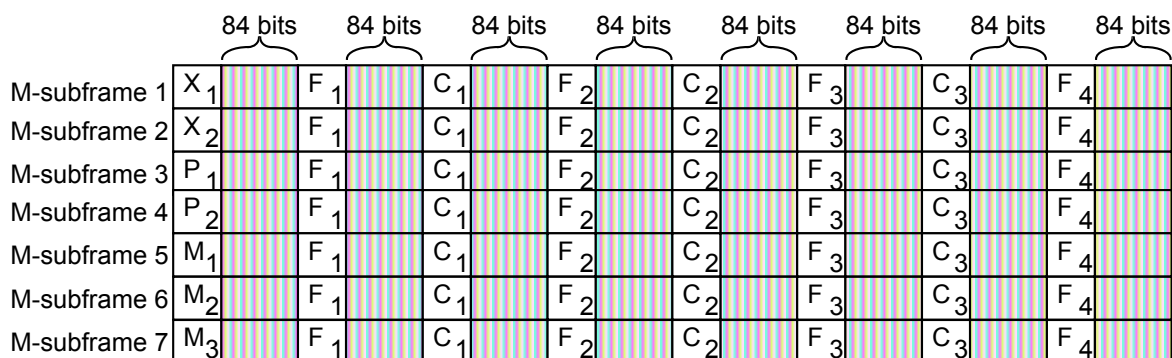 84 bits 84 bits 84 bits 84 bits 84 bits 84 bits 84 bits 84 bits
M-subframe 1 X1 F1 C1 F2 C2 F3 C3 F4
M-subframe 2 X2 F1 C1 F2 C2 F3 C3 F4
M-subframe 3 P1 F1 C1 F2 C2 F3 C3 F4
M-subframe 4 P2 F1 C1 F2 C2 F3 C3 F4
M-subframe 5 M1 F1 C1 F2 C2 F3 C3 F4
M-subframe 6 M2 F1 C1 F2 C2 F3 C3 F4
M-subframe 7 M3 F1 C1 F2 C2 F3 C3 F4